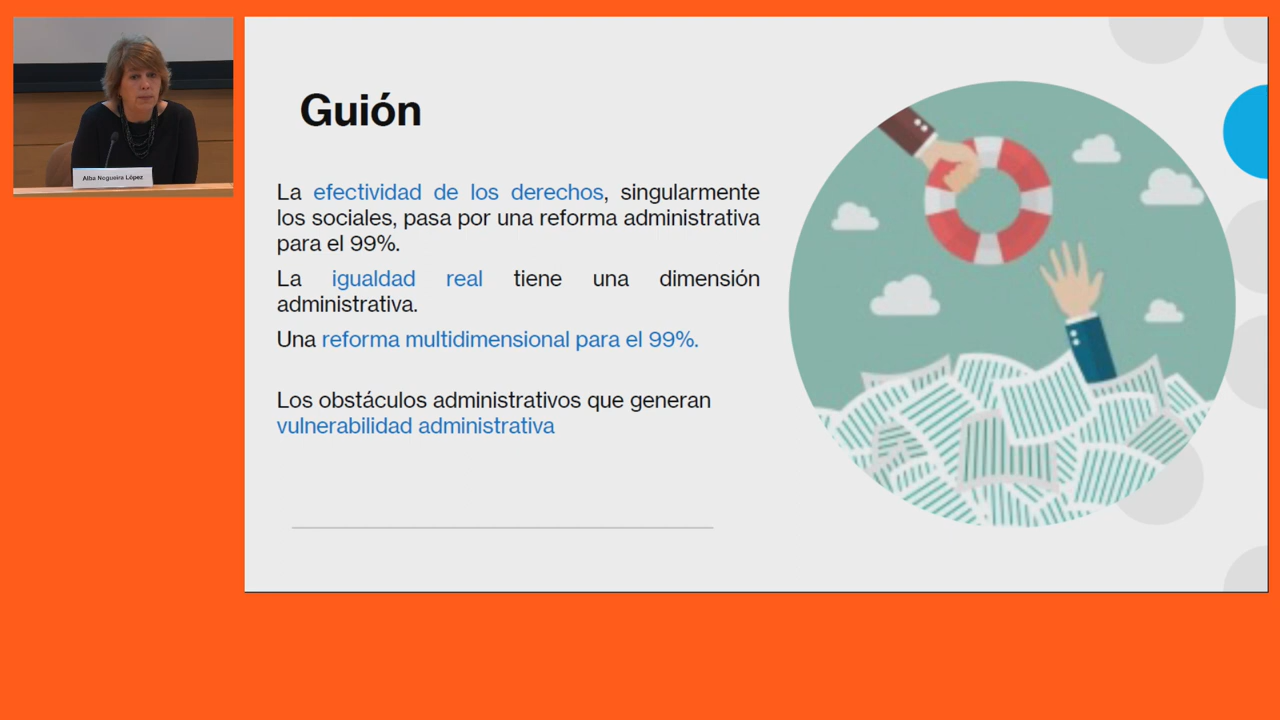 Alba Nogueira López
Guión
La efectividad de los derechos, singularmente
los sociales, pasa por una reforma administrativa
para el 99%.
La igualdad real tiene una dimensión
administrativa.
Una reforma multidimensional para el 99%.
Los obstáculos administrativos que generan
vulnerabilidad administrativa